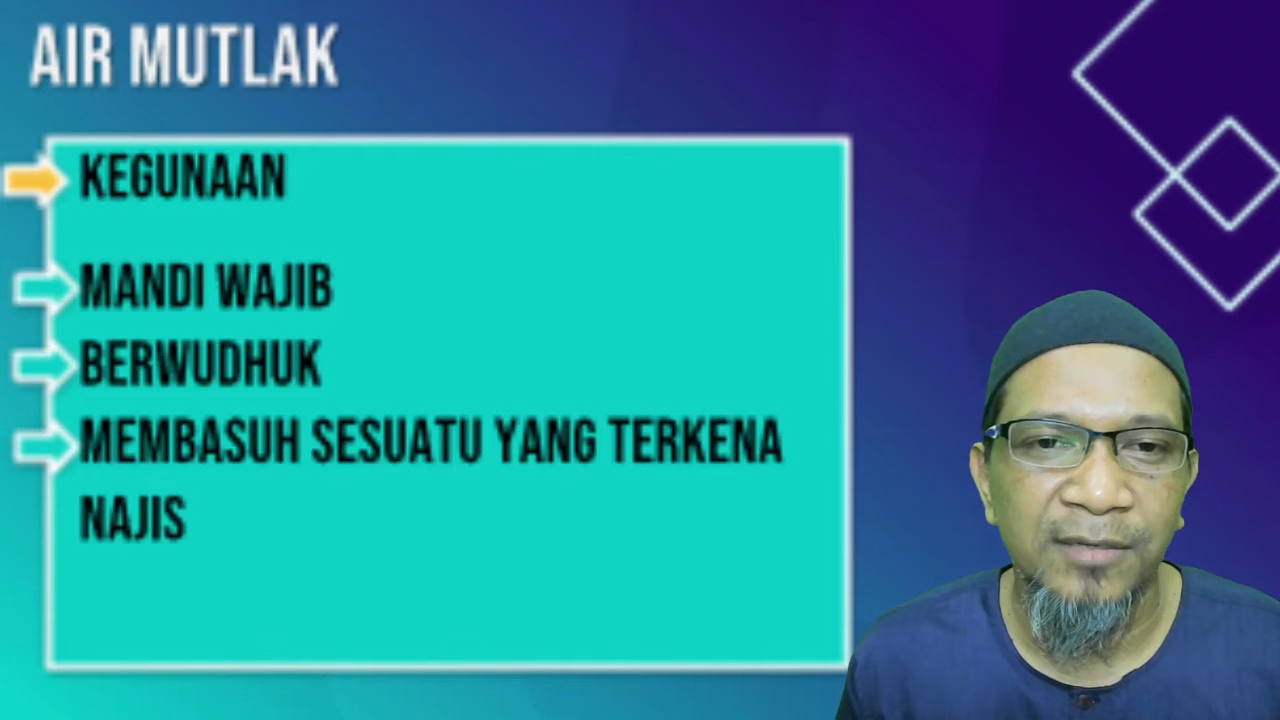 AIR MUTLAK
KEGUNAAN
MANDI WAJIB
BERWUDHUK
MEMBASUH SESUATU YANG TERKENA
NAJIS